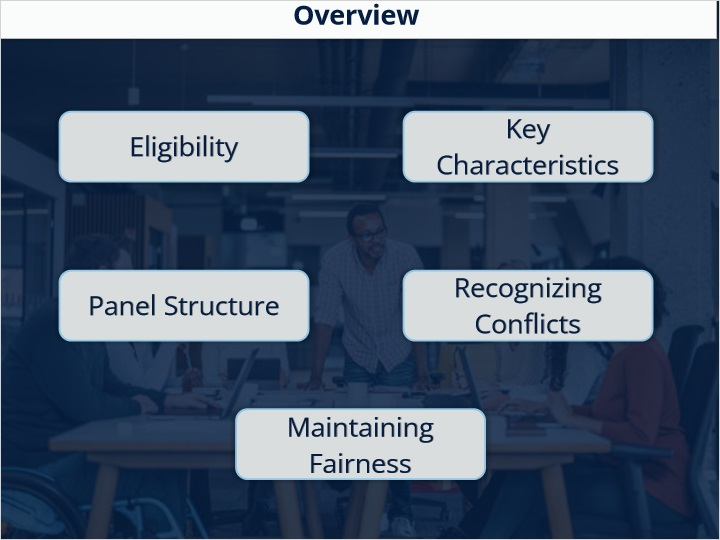 Overview
Eligibility
Key
Characteristics
Panel Structure
Recognizing
Conflicts
Maintaining
Fairness